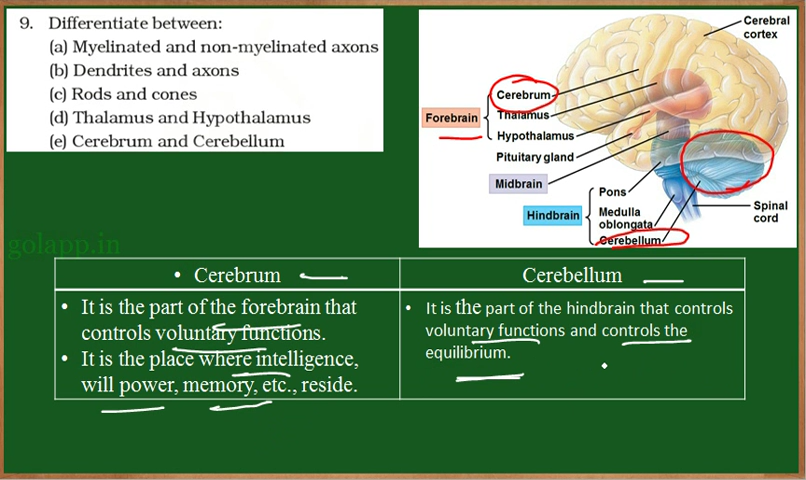 9. Differentiate between:
(a) Myelinated and non-myelinated axons
(b) Dendrites and axons
(c) Rods and cones
(d) Thalamus and Hypothalamus
(e) Cerebrum and Cerebellum
Cerebral
cortex
Cerebrum
Thalamus
Forebrain
Hypothalamus
Pituitary gland
Midbrain
Pons
Hindbrain
Medulla
oblongata
Cerebellum
Spinal
cord
golapp.in
• Cerebrum
Cerebellum
• It is the part of the forebrain that
controls voluntary functions.
• It is the place where intelligence,
will power, memory, etc., reside.
• It is the part of the hindbrain that controls
voluntary functions and controls the
equilibrium.